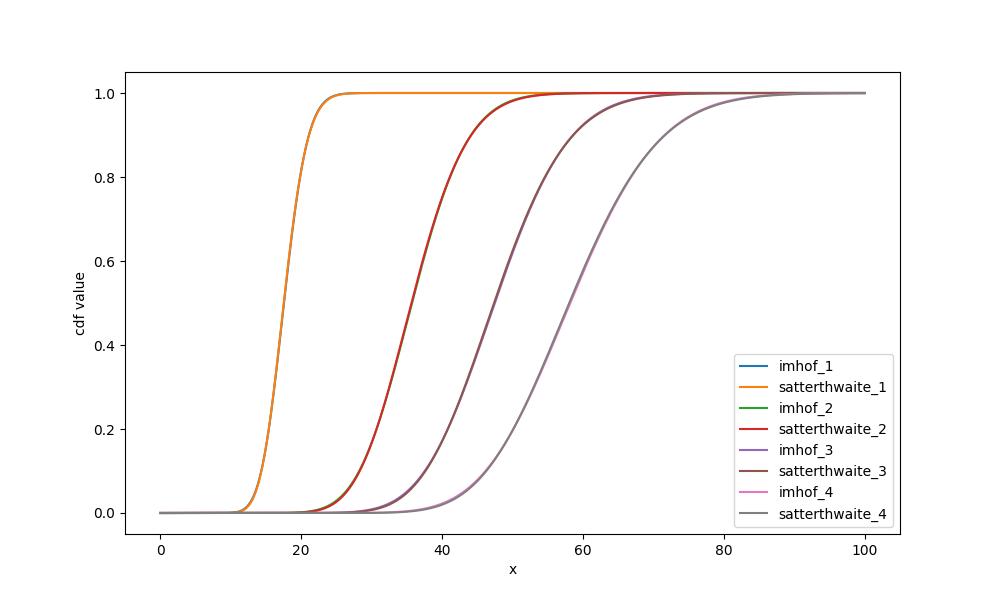 1.0
0.8
0.6
0.4
0.2
0.0
cdf value
0
20
40
60
80
100
x
imhof_1
satterthwaite_1
imhof_2
satterthwaite_2
imhof_3
satterthwaite_3
imhof_4
satterthwaite_4